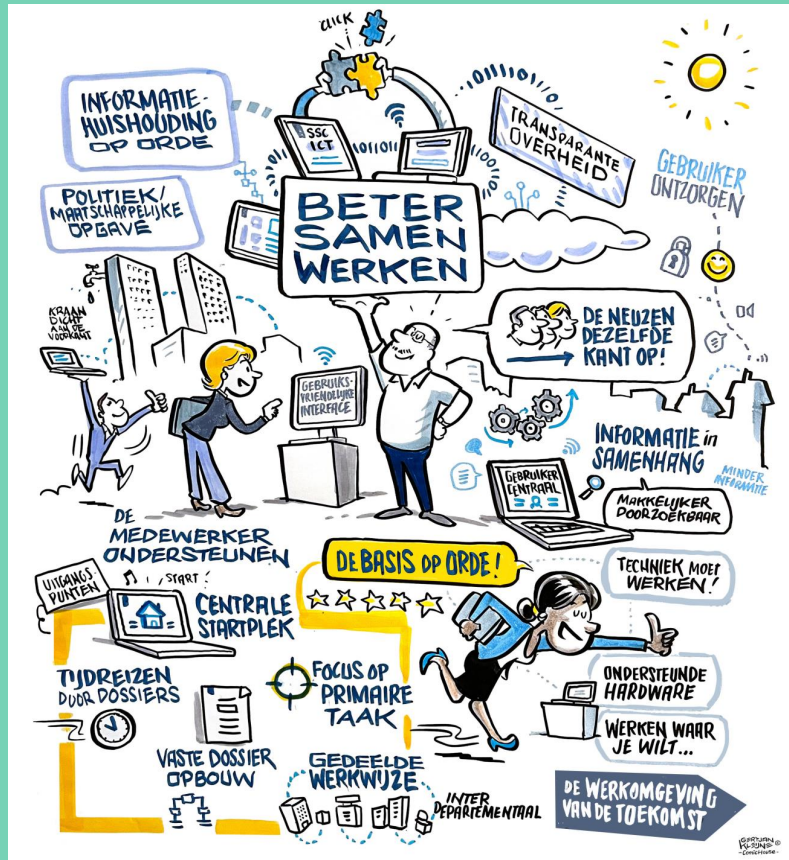 CLICK
INFORMATIE-
HUISHOUDING
OP ORDE
SSC
ICT
TRANSPARANTE
OVERHEID
GEBRUIKER
ONTZORGEN
POLITIEK/
MAATSCHAPPELIJKE
OPGAVE
BETER
SAMEN
WERKEN
KRAAN
DICHT
AAN DE
VOORKANT
DE NEUZEN
DEZELFDE
KANT OP!
GEBRUIKS-
VRIENDELIJKE
INTERFACE
INFORMATIE in
SAMENHANG
MINDER
INFORMATIE
GEBRUIKER
CENTRAAL
MAKKELIJKER
DOORZOEKBAAR
DE
MEDEWERKER
ONDERSTEUNEN
DE BASIS OP ORDE!
TECHNIEK MOET
WERKEN!
UITGANGS-
PUNTEN
START
CENTRALE
STARTPLEK
TIJDREIZEN
DOOR DOSSIERS
FOCUS OP
PRIMAIRE
TAAK
ONDERSTEUNDE
HARDWARE
WERKEN WAAR
JE WILT...
VASTE DOSSIER
OPBOUW
GEDEELDE
WERKWIJZE
INTER
DEPARTEMENTAAL
DE WERKOMGEVING
VAN DE TOEKOMST
GERTJAN
KLEIJNE
-ComicHouse-